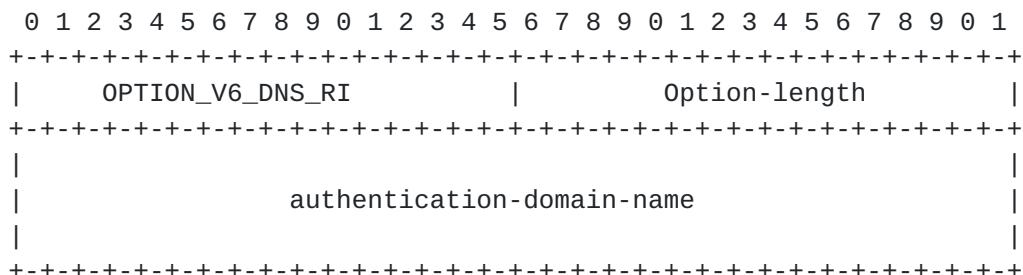 0 1 2 3 4 5 6 7 8 9 0 1 2 3 4 5 6 7 8 9 0 1 2 3 4 5 6 7 8 9 0 1
+-+-+-+-+-+-+-+-+-+-+-+-+-+-+-+-+-+-+-+-+-+-+-+-+-+-+-+-+-+-+-+-+
|     OPTION_V6_DNS_RI          |         Option-length         |
+-+-+-+-+-+-+-+-+-+-+-+-+-+-+-+-+-+-+-+-+-+-+-+-+-+-+-+-+-+-+-+-+
|                                                               |
|                 authentication-domain-name                    |
|                                                               |
+-+-+-+-+-+-+-+-+-+-+-+-+-+-+-+-+-+-+-+-+-+-+-+-+-+-+-+-+-+-+-+-+